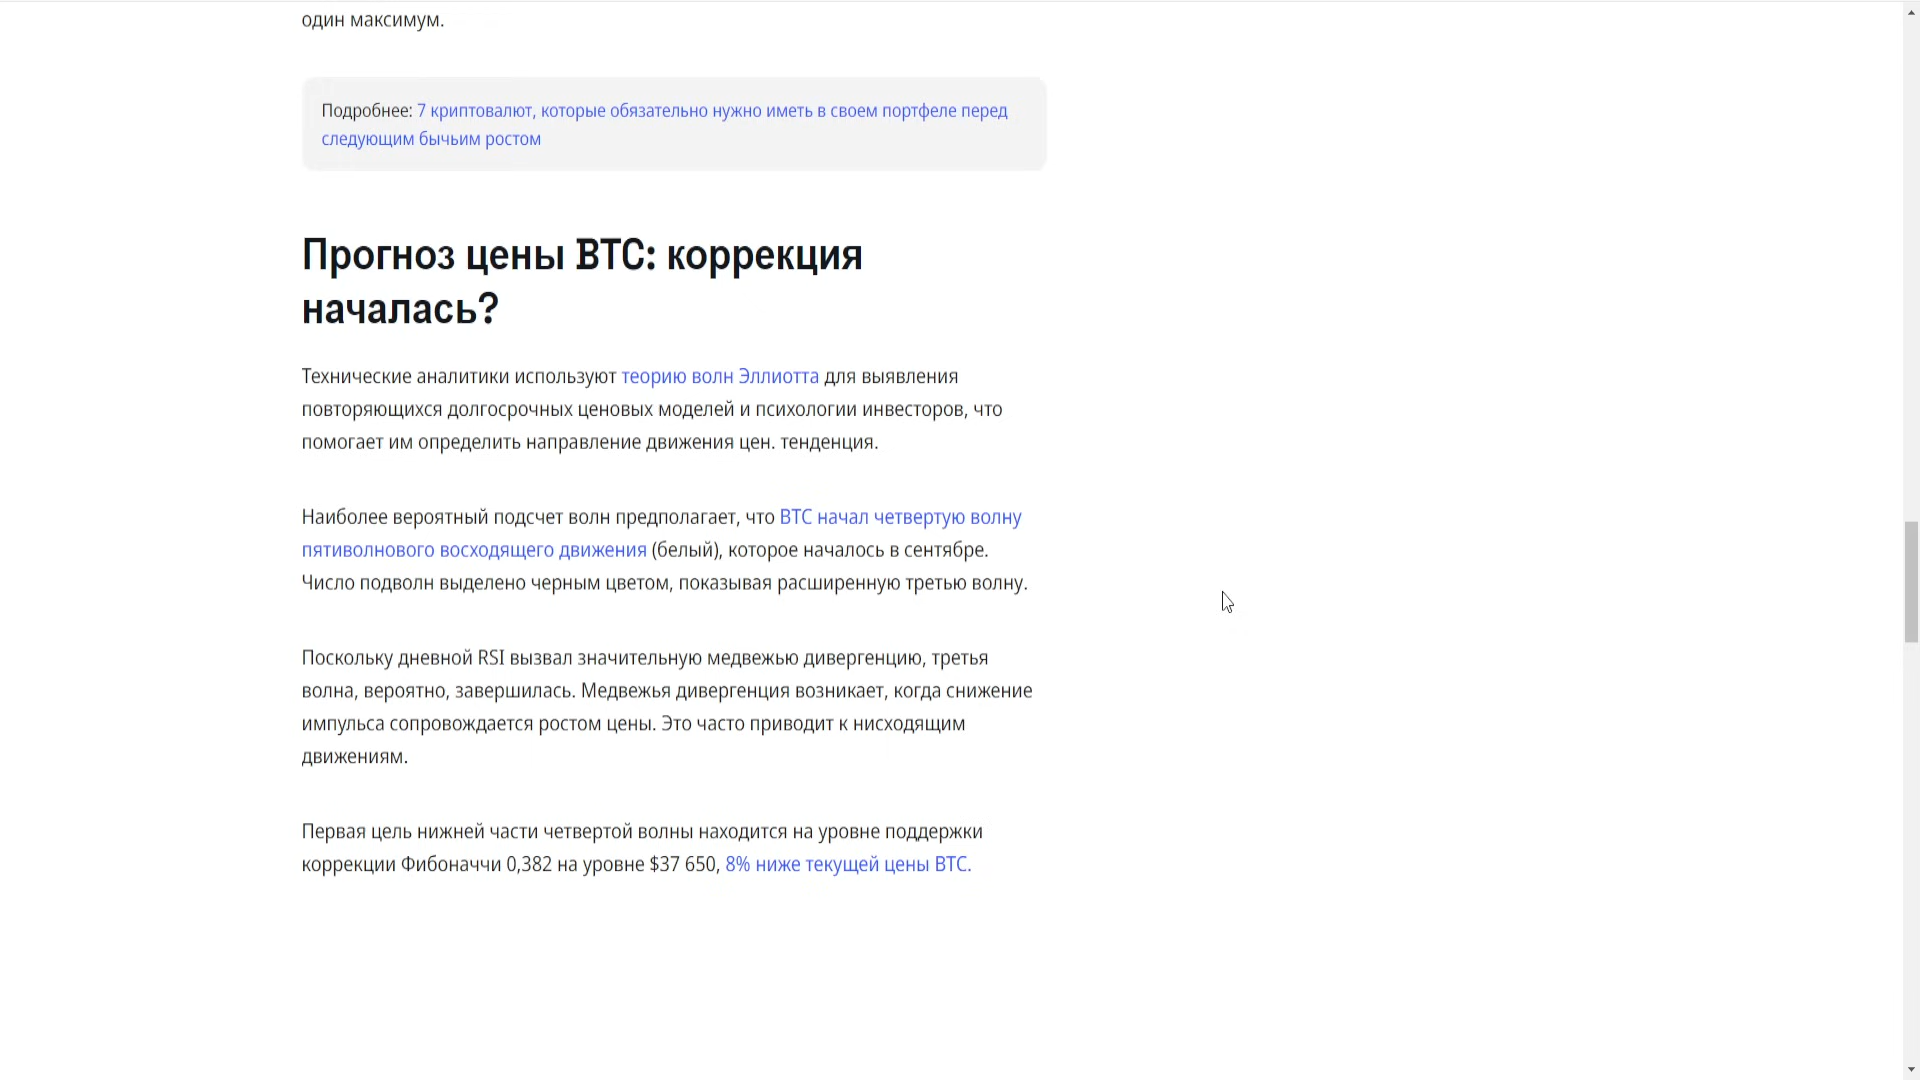 один максимум.
Подробнее: 7 криптовалют, которые обязательно нужно иметь в своем портфеле перед
следующим бычьим ростом
Прогноз цены BTC: коррекция
началась?
Технические аналитики используют теорию волн Эллиотта для выявления
повторяющихся долгосрочных ценовых моделей и психологии инвесторов, что
помогает им определить направление движения цен. тенденция.
Наиболее вероятный подсчет волн предполагает, что BTC начал четвертую волну
пятиволнового восходящего движения (белый), которое началось в сентябре.
Число подволн выделено черным цветом, показывая расширенную третью волну.
Поскольку дневной RSI вызвал значительную медвежью дивергенцию, третья
волна, вероятно, завершилась. Медвежья дивергенция возникает, когда снижение
импульса сопровождается ростом цены. Это часто приводит к нисходящим
движениям.
Первая цель нижней части четвертой волны находится на уровне поддержки
коррекции Фибоначчи 0,382 на уровне $37 650, 8% ниже текущей цены BTC.